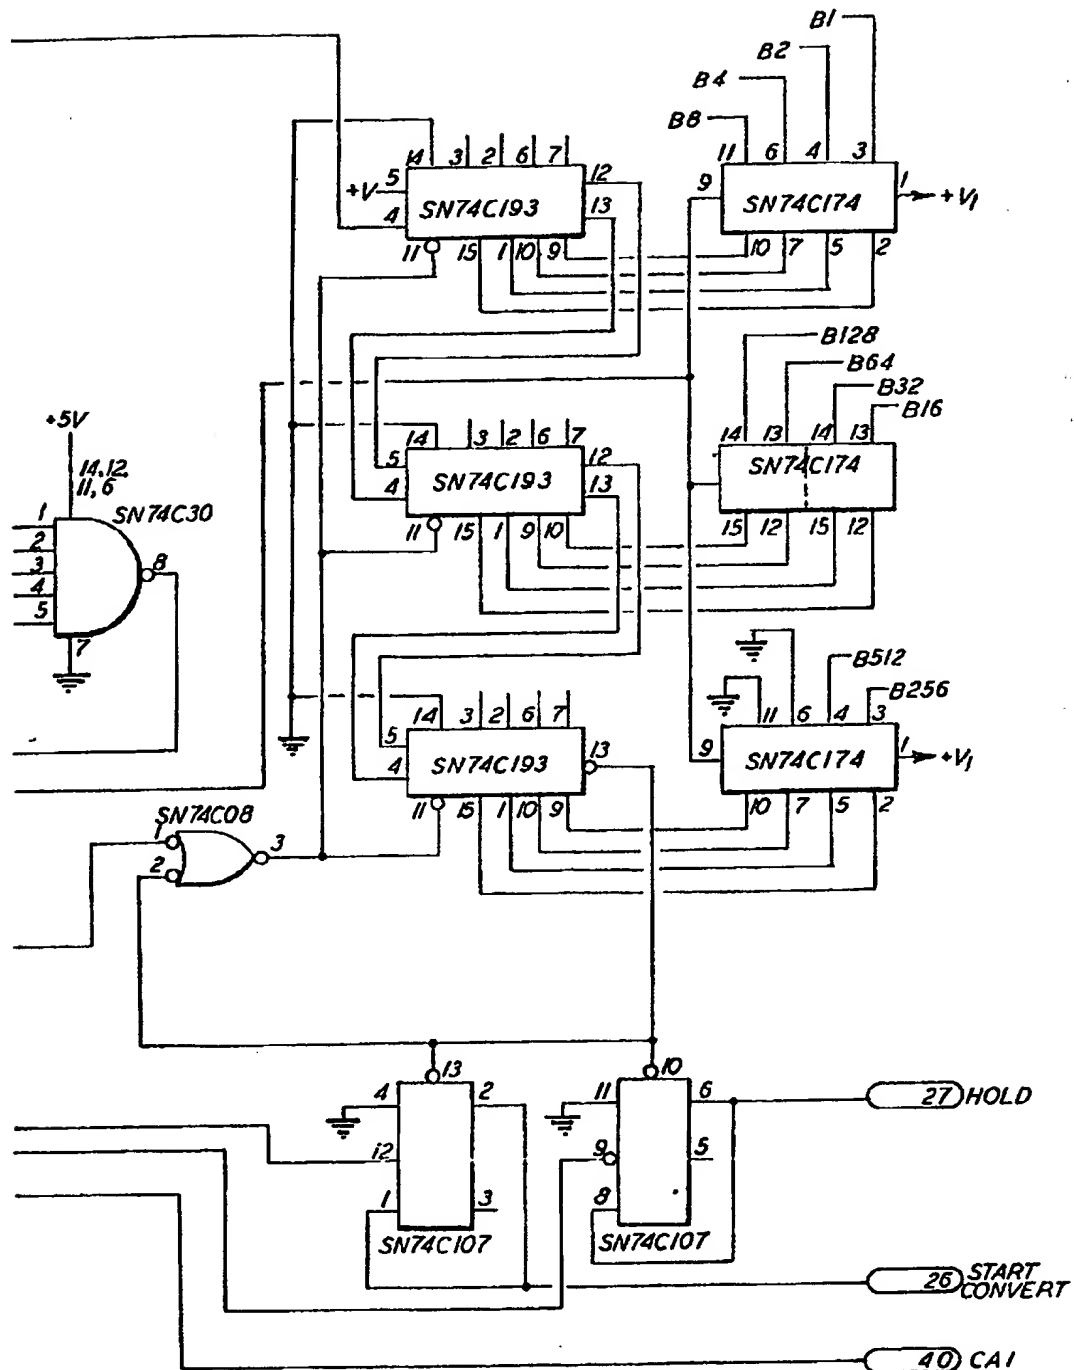 B1
B2
B4
B8
14 3 2 6 7
11 6 4 3
+V 5
4
SN74C193
12
13
9
SN74C174
1
+V1
11 15 1 10 9
10 7 5 2
B128
B64
B32
B16
+5V
14,12,
11,6
SN74C30
1
2
3
4
5
8
7
14 3 2 6 7
14 13 14 13
5
4
SN74C193
12
13
SN74C174
11 15 1 9 10
15 12 15 12
B512
B256
14 3 2 6 7
11 6 4 3
5
4
SN74C193
13
9
SN74C174
1
+V1
11 15 1 10 9
10 7 5 2
SN74C08
1
2
3
13
10
4
2
12
1
3
SN74C107
11
6
9
5
8
SN74C107
27 HOLD
26 START
CONVERT
40 CA1